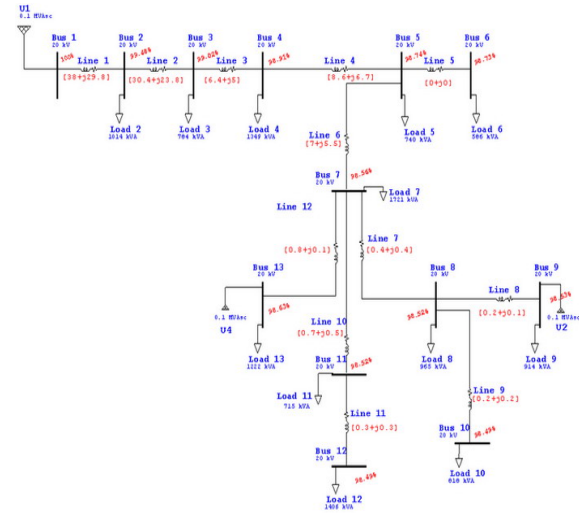 U1
0.1 MVAsc
Bus 1
20 kV
100%
Line 1
[38+j29.8]
Bus 2
20 kV
99.48%
Line 2
[30.4+j23.8]
Bus 3
20 kV
99.02%
Line 3
[6.4+j5]
Bus 4
20 kV
98.91%
Line 4
[8.6+j6.7]
Bus 5
20 kV
98.74%
Line 5
[0+j0]
Bus 6
20 kV
98.73%
Load 2
1014 kVA
Load 3
784 kVA
Load 4
Load 5
740 kVA
Load 6
586 kVA
Line 6
[7+j5.5]
Bus 7
20 kV
98.56%
Load 7
1721 kVA
Line 12
[0.8+j0.1]
Line 7
[0.4+j0.4]
Bus 13
20 kV
98.63%
0.1 MVAsc
U4
Load 13
1222 kVA
Bus 8
20 kV
98.52%
Line 8
[0.2+j0.1]
Bus 9
20 kV
98.53%
0.1 MVAsc
U2
Load 8
965 kVA
Load 9
914 kVA
Line 10
[0.7+j0.5]
Bus 11
20 kV
98.52%
Load 11
715 kVA
Line 9
[0.2+j0.2]
Line 11
[0.3+j0.3]
Bus 10
20 kV
98.49%
Load 10
818 kVA
Bus 12
20 kV
98.49%
Load 12
1408 kVA